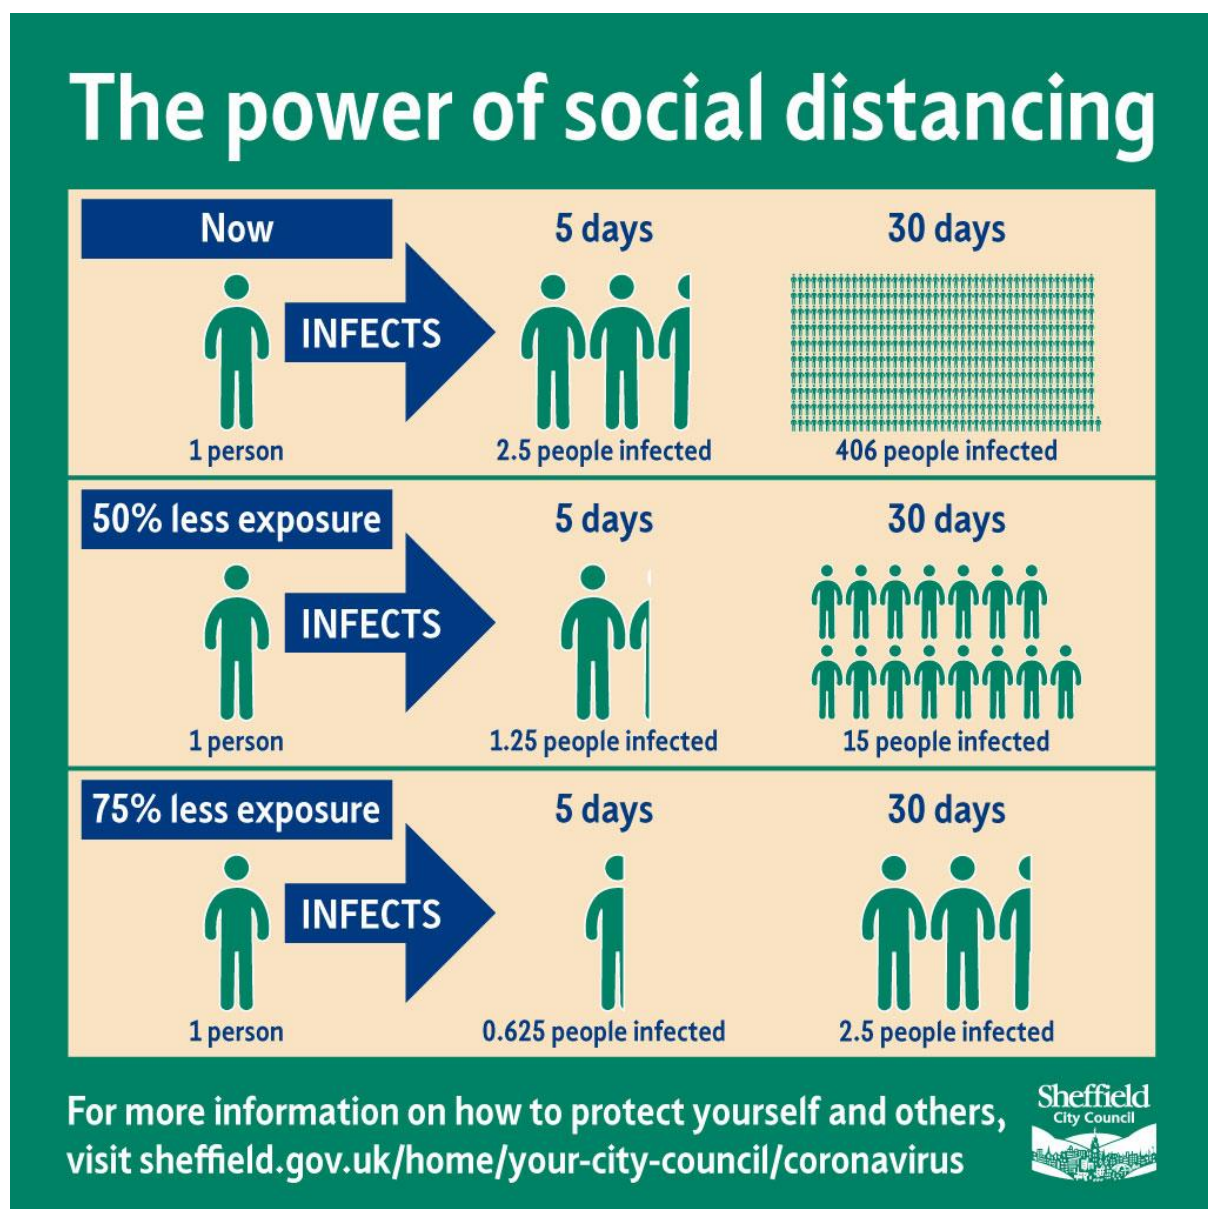 The power of social distancing
Now
5 days
30 days
INFECTS
1 person
2.5 people infected
406 people infected
50% less exposure
5 days
30 days
INFECTS
1 person
1.25 people infected
15 people infected
75% less exposure
5 days
30 days
INFECTS
1 person
0.625 people infected
2.5 people infected
For more information on how to protect yourself and others,
visit sheffield.gov.uk/home/your-city-council/coronavirus
Sheffield
City Council